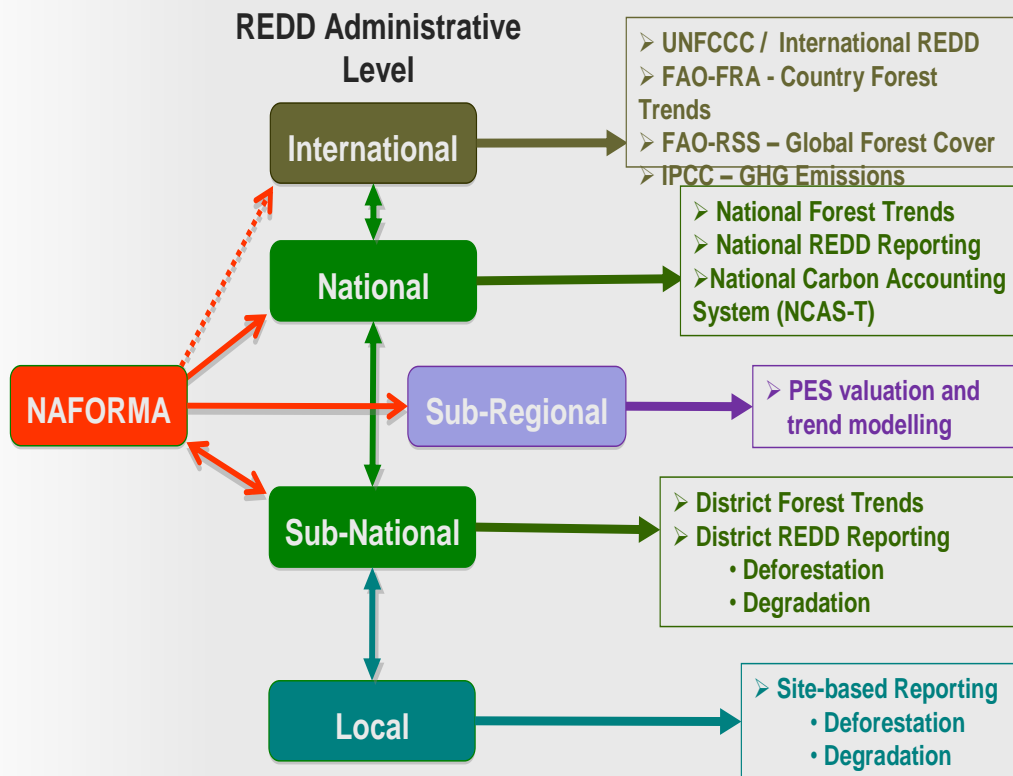 REDD Administrative
Level
➢ UNFCCC / International REDD
➢ FAO-FRA - Country Forest
Trends
➢ FAO-RSS – Global Forest Cover
➢ IPCC – GHG Emissions
International
➢ National Forest Trends
➢ National REDD Reporting
➢National Carbon Accounting
System (NCAS-T)
National
NAFORMA
Sub-Regional
➢ PES valuation and
trend modelling
Sub-National
➢ District Forest Trends
➢ District REDD Reporting
• Deforestation
• Degradation
Local
➢ Site-based Reporting
• Deforestation
• Degradation